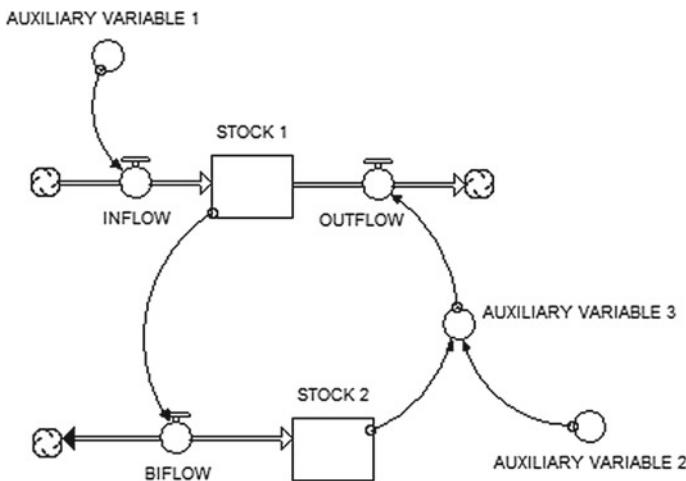 AUXILIARY VARIABLE 1
STOCK 1
INFLOW
OUTFLOW
AUXILIARY VARIABLE 3
STOCK 2
BIFLOW
AUXILIARY VARIABLE 2